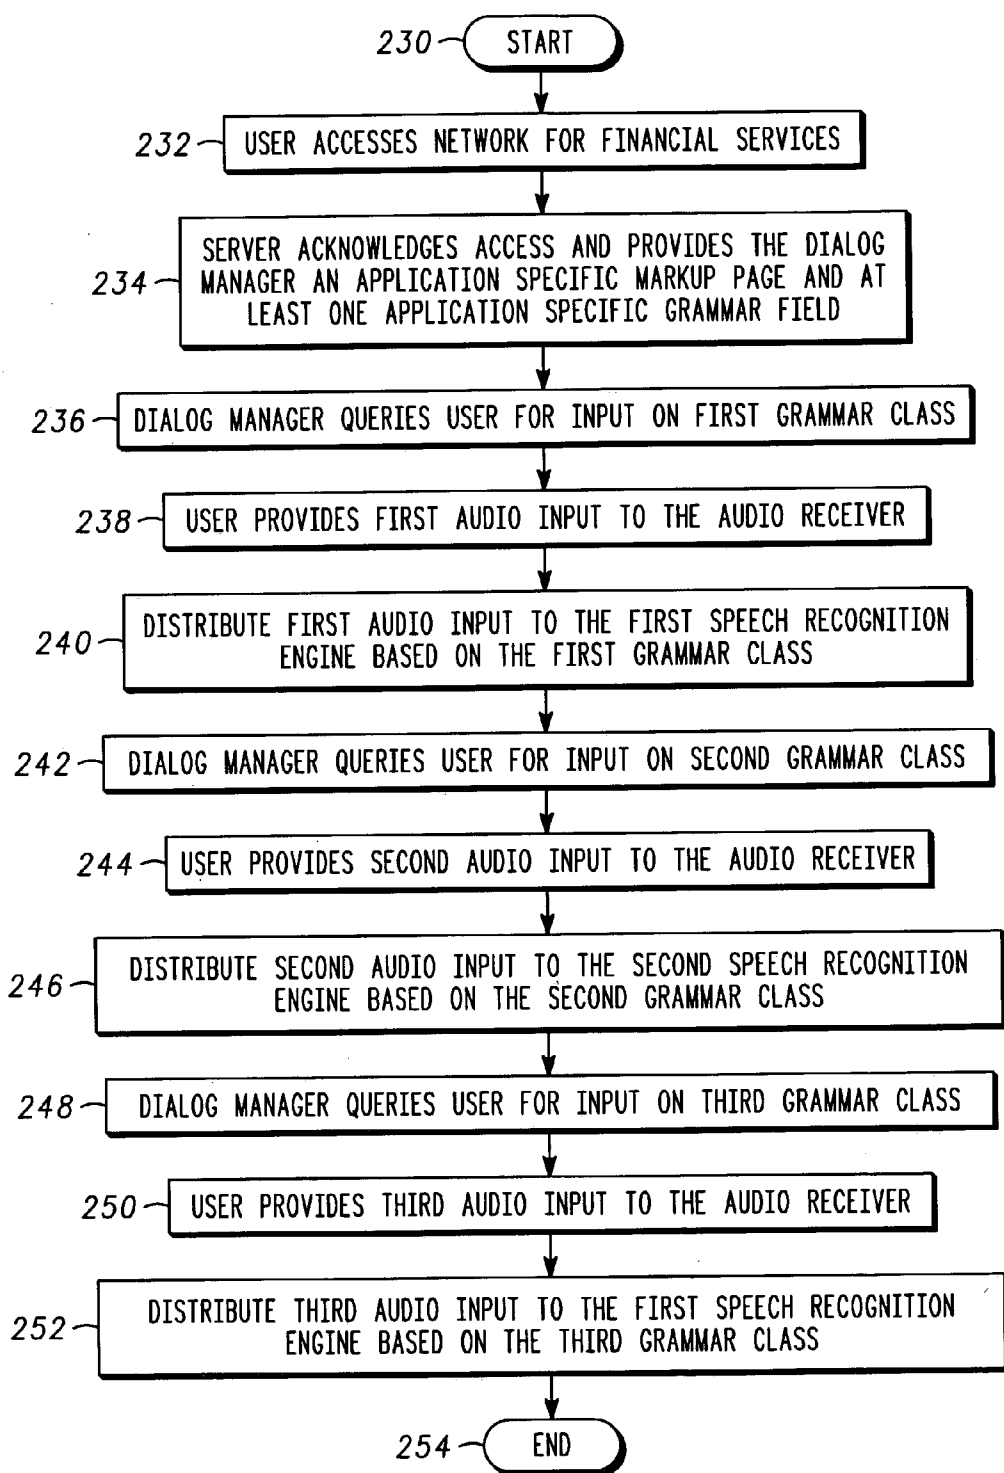 230 START
232 USER ACCESSES NETWORK FOR FINANCIAL SERVICES
SERVER ACKNOWLEDGES ACCESS AND PROVIDES THE DIALOG
234 MANAGER AN APPLICATION SPECIFIC MARKUP PAGE AND AT
LEAST ONE APPLICATION SPECIFIC GRAMMAR FIELD
236 DIALOG MANAGER QUERIES USER FOR INPUT ON FIRST GRAMMAR CLASS
238 USER PROVIDES FIRST AUDIO INPUT TO THE AUDIO RECEIVER
240 DISTRIBUTE FIRST AUDIO INPUT TO THE FIRST SPEECH RECOGNITION
ENGINE BASED ON THE FIRST GRAMMAR CLASS
242 DIALOG MANAGER QUERIES USER FOR INPUT ON SECOND GRAMMAR CLASS
244 USER PROVIDES SECOND AUDIO INPUT TO THE AUDIO RECEIVER
246 DISTRIBUTE SECOND AUDIO INPUT TO THE SECOND SPEECH RECOGNITION
ENGINE BASED ON THE SECOND GRAMMAR CLASS
248 DIALOG MANAGER QUERIES USER FOR INPUT ON THIRD GRAMMAR CLASS
250 USER PROVIDES THIRD AUDIO INPUT TO THE AUDIO RECEIVER
252 DISTRIBUTE THIRD AUDIO INPUT TO THE FIRST SPEECH RECOGNITION
ENGINE BASED ON THE THIRD GRAMMAR CLASS
254 END